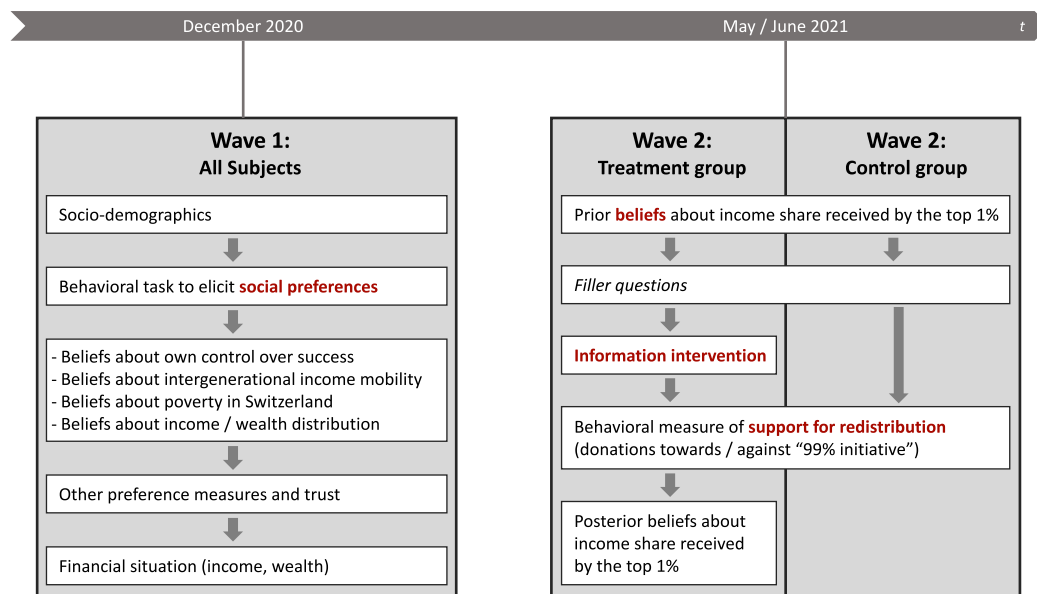 December 2020
May / June 2021
t
Wave 1:
All Subjects
Socio-demographics
Behavioral task to elicit social preferences
- Beliefs about own control over success
- Beliefs about intergenerational income mobility
- Beliefs about poverty in Switzerland
- Beliefs about income / wealth distribution
Other preference measures and trust
Financial situation (income, wealth)
Wave 2:
Treatment group
Wave 2:
Control group
Prior beliefs about income share received by the top 1%
Filler questions
Information intervention
Behavioral measure of support for redistribution
(donations towards / against “99% initiative”)
Posterior beliefs about
income share received
by the top 1%